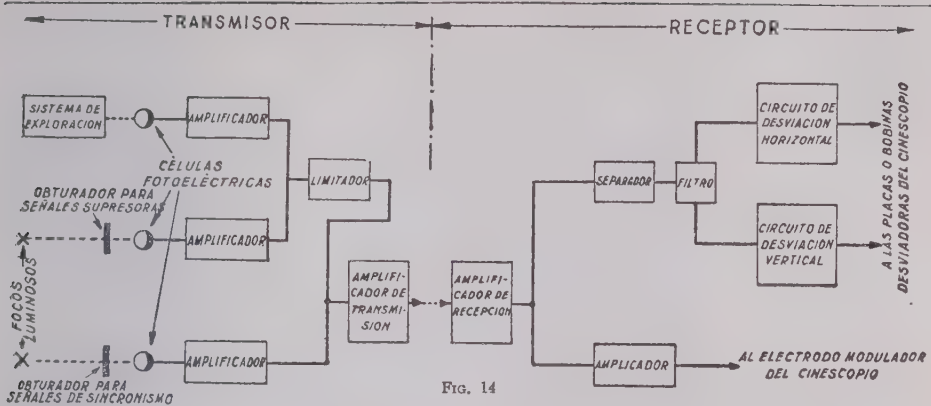 TRANSMISOR
RECEPTOR
SISTEMA DE
EXPLORACION
AMPLIFICADOR
CÉLULAS
FOTOELÉCTRICAS
LIMITADOR
OBTURADOR PARA
SEÑALES SUPRESORAS
AMPLIFICADOR
FOCOS
LUMINOSOS
AMPLIFI-
CADOR DE
TRANSMI-
SION
AMPLIFICADOR
OBTURADOR PARA
SEÑALES DE SINCRONISMO
AMPLIFI-
CADOR DE
RECEPCION
SEPARADOR
FILTRO
CIRCUITO DE
DESVIACIÓN
HORIZONTAL
CIRCUITO DE
DESVIACIÓN
VERTICAL
A LAS PLACAS O BOBINAS
DESVIADORAS DEL CINESCOPIO
AMPLICADOR
AL ELECTRODO MODULADOR
DEL CINESCOPIO
FIG. 14